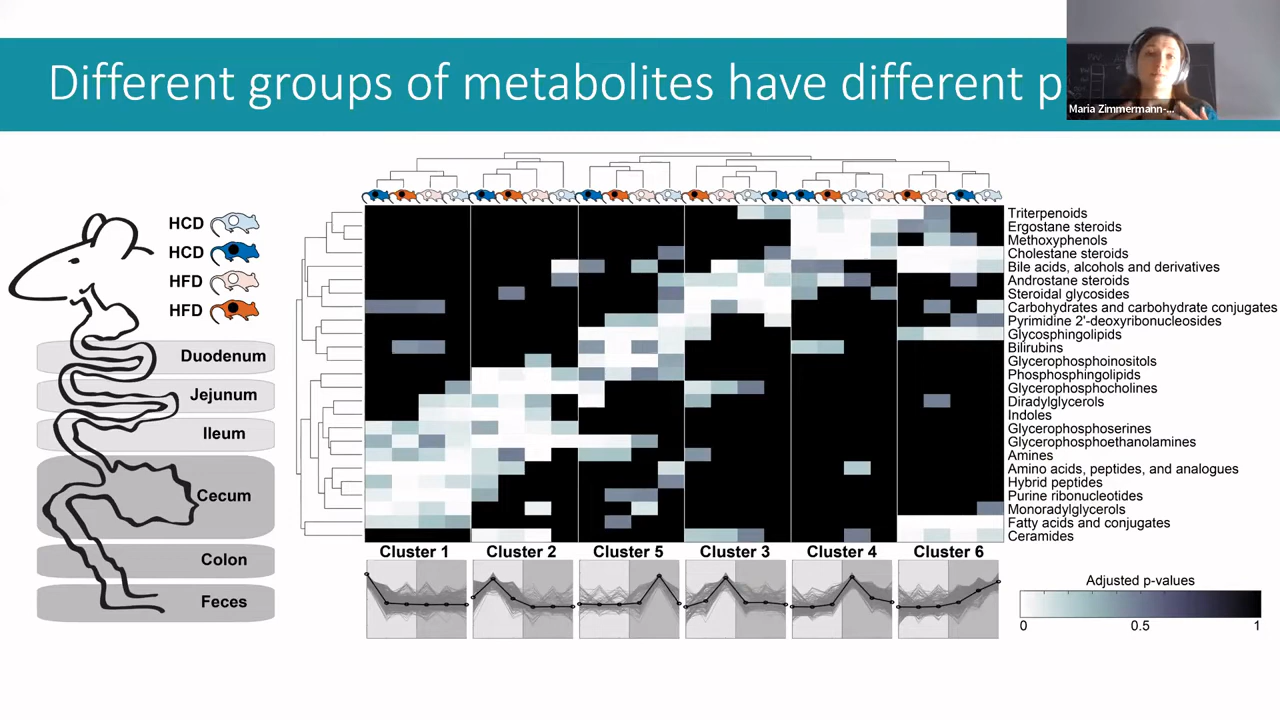 Different groups of metabolites have different p
Maria Zimmermann-...
HCD
HCD
HFD
HFD
Duodenum
Jejunum
Ileum
Cecum
Colon
Feces
Triterpenoids
Ergostane steroids
Methoxyphenols
Cholestane steroids
Bile acids, alcohols and derivatives
Androstane steroids
Steroidal glycosides
Carbohydrates and carbohydrate conjugates
Pyrimidine 2'-deoxyribonucleosides
Glycosphingolipids
Bilirubins
Glycerophosphoinositols
Phosphosphingolipids
Glycerophosphocholines
Diradylglycerols
Indoles
Glycerophosphoserines
Glycerophosphoethanolamines
Amines
Amino acids, peptides, and analogues
Hybrid peptides
Purine ribonucleotides
Monoradylglycerols
Fatty acids and conjugates
Ceramides
Cluster 1
Cluster 2
Cluster 5
Cluster 3
Cluster 4
Cluster 6
Adjusted p-values
0
0.5
1